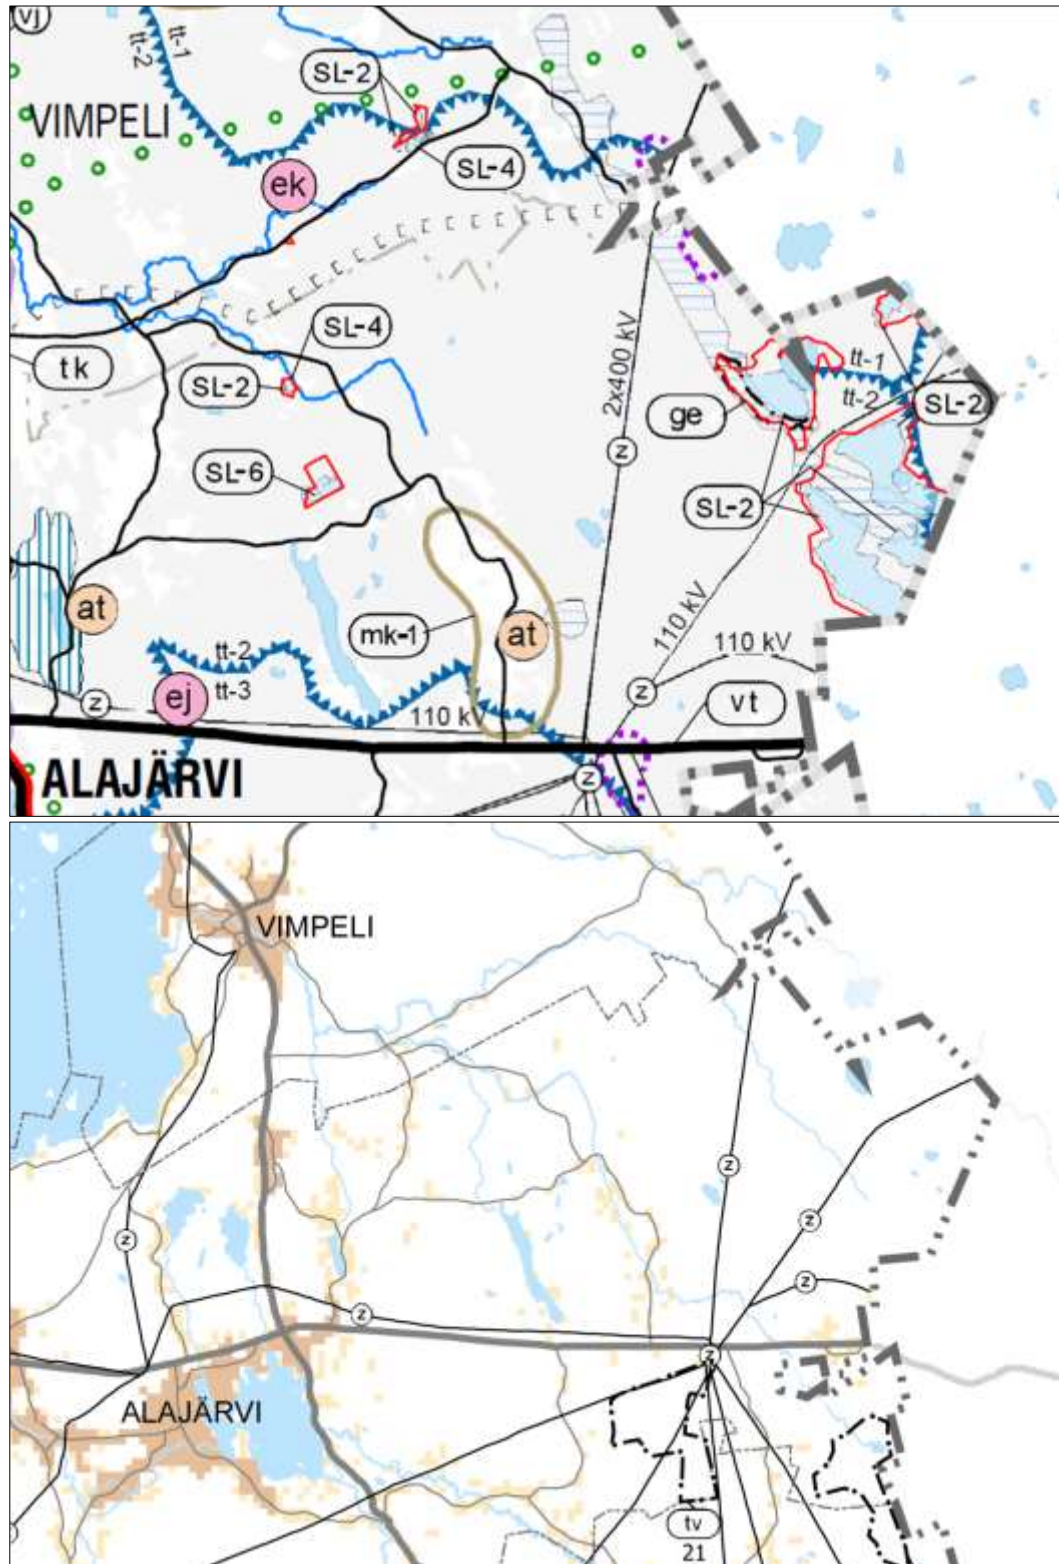 vj
tt-1
tt-2
SL-2
VIMPELI
SL-4
ek
SL-4
2x400 kV
tk
SL-2
tt-1
ge
tt-2
SL-2
z
SL-6
SL-2
at
mk-1
at
110 kV
tt-2
110 kV
tt-3
ej
z
z
110 kV
vt
ALAJÄRVI
z
VIMPELI
z
z
z
z
z
z
ALAJÄRVI
tv
21